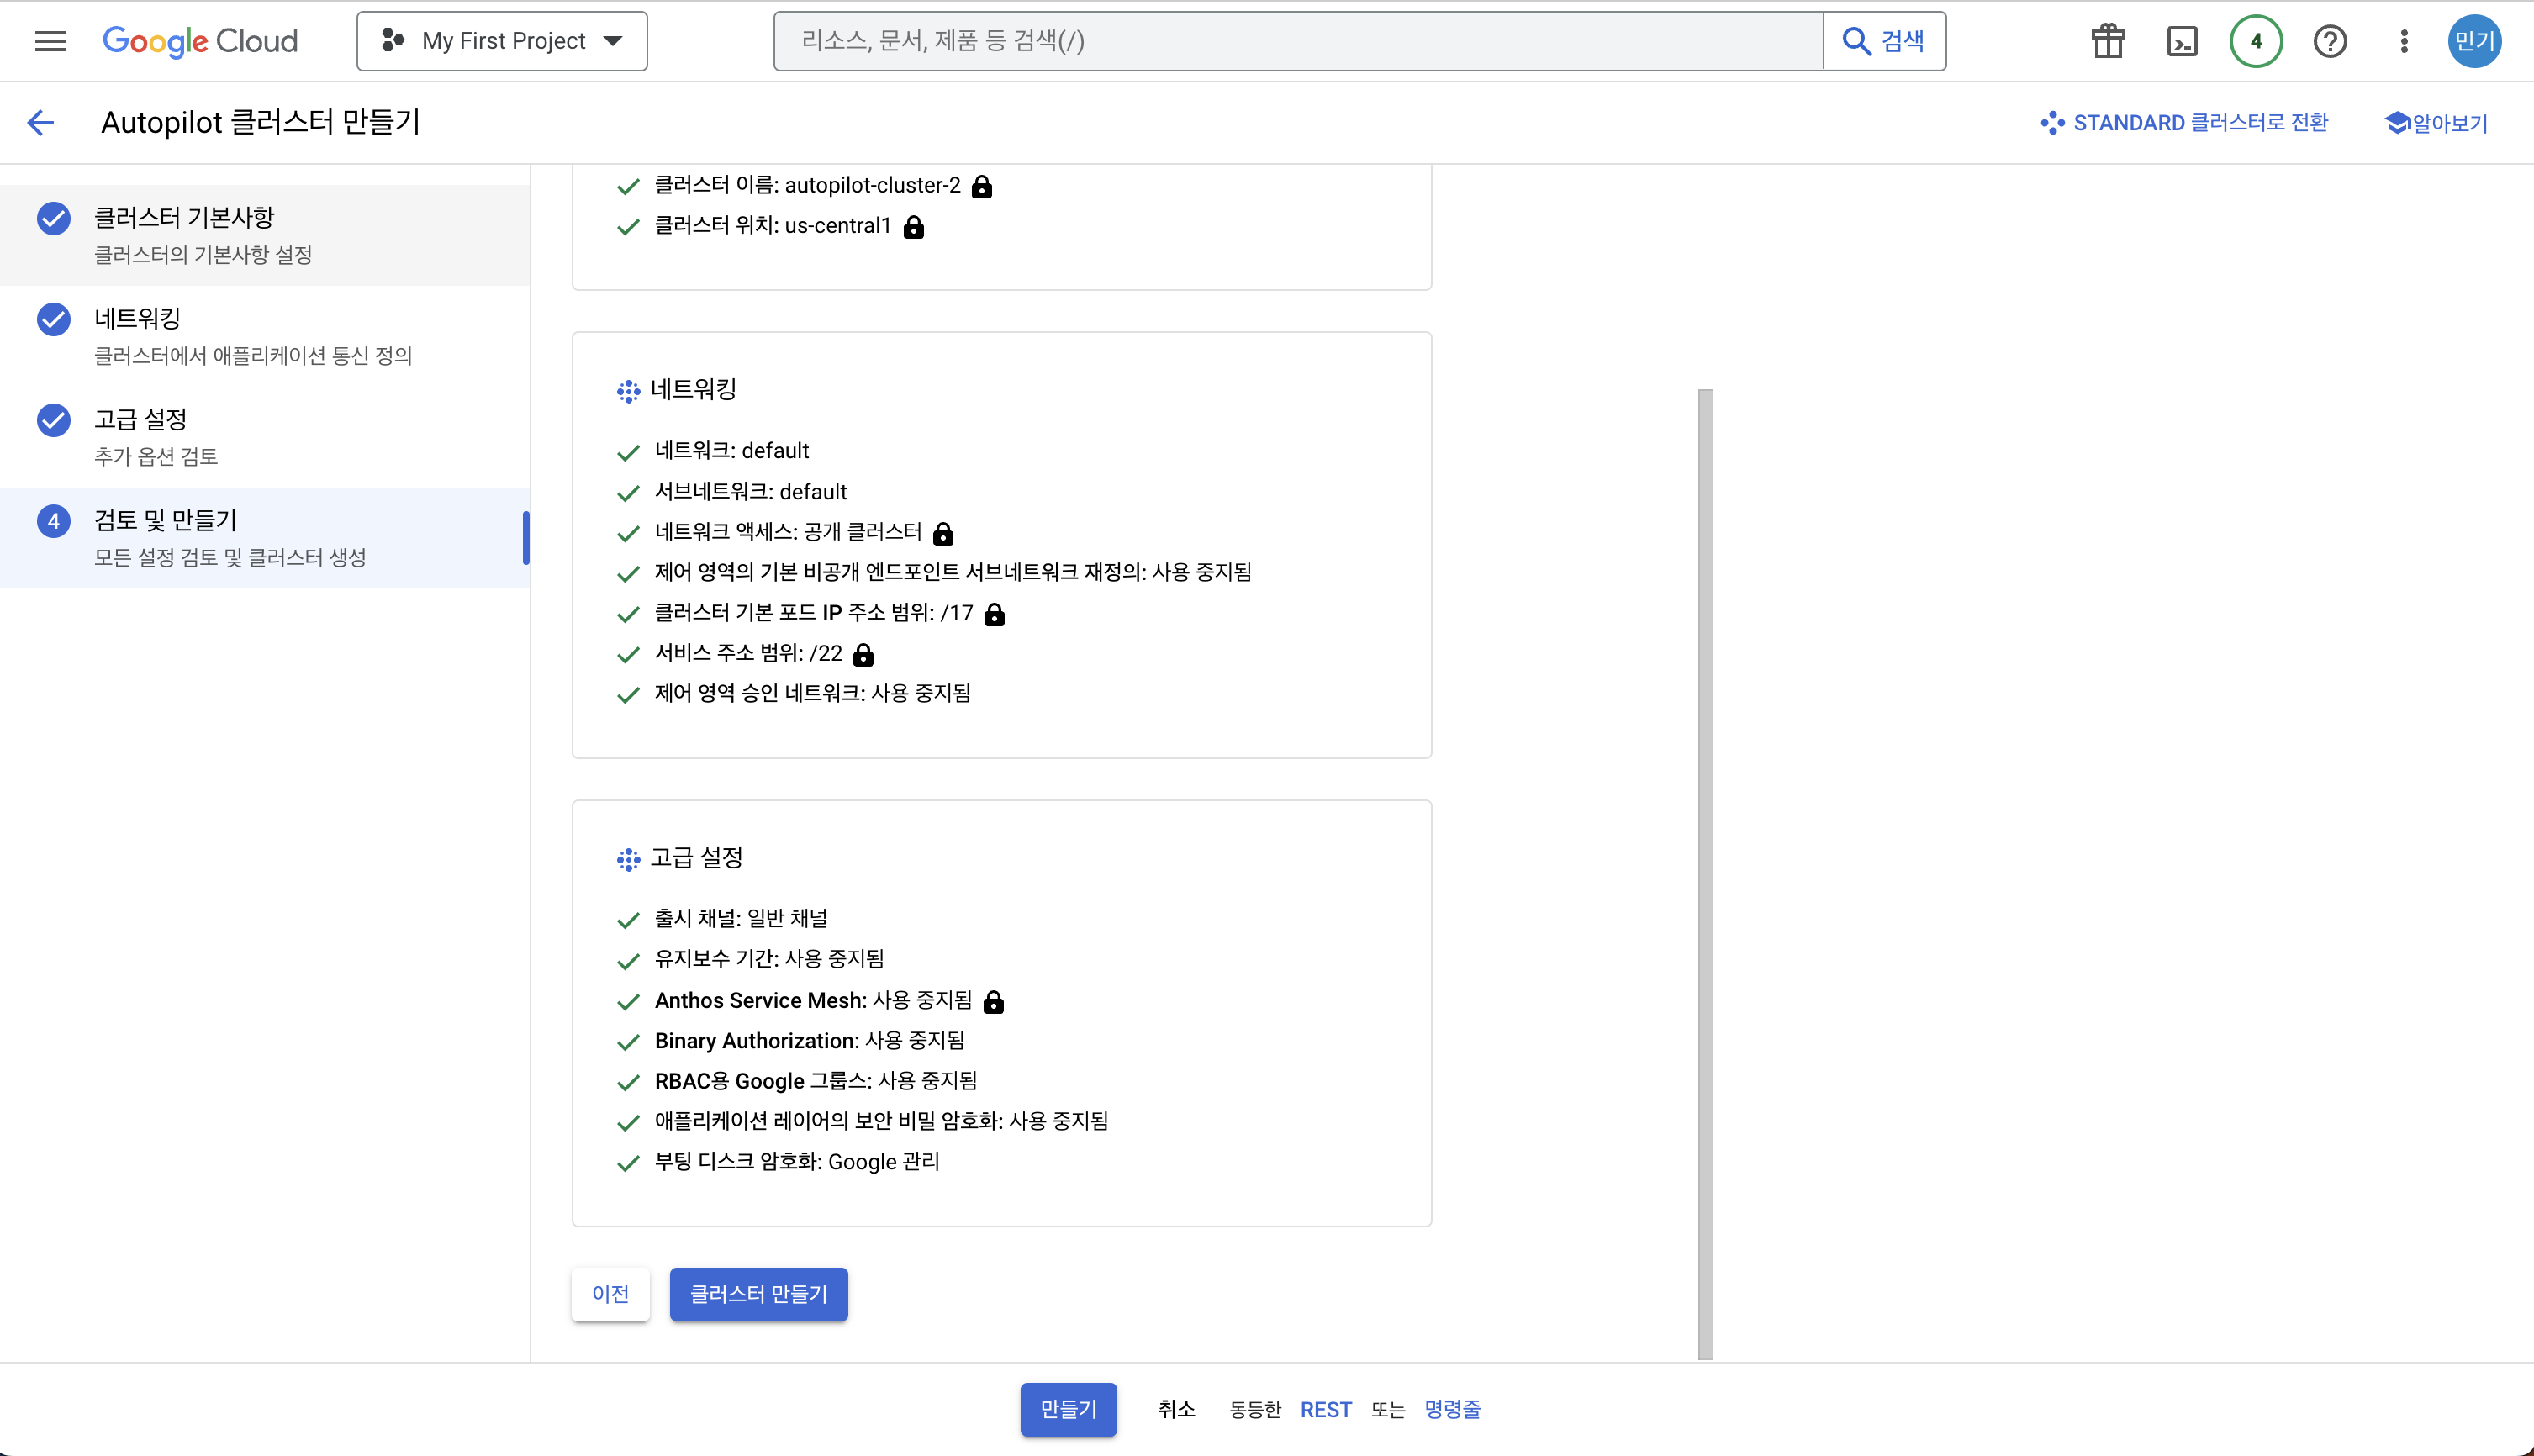 Google Cloud
My First Project
리소스, 문서, 제품 등 검색(/)
검색
4
민기
Autopilot 클러스터 만들기
STANDARD 클러스터로 전환
알아보기
클러스터 기본사항
클러스터의 기본사항 설정
네트워킹
클러스터에서 애플리케이션 통신 정의
고급 설정
추가 옵션 검토
4
검토 및 만들기
모든 설정 검토 및 클러스터 생성
클러스터 이름: autopilot-cluster-2
클러스터 위치: us-central1
네트워킹
네트워크: default
서브네트워크: default
네트워크 액세스: 공개 클러스터
제어 영역의 기본 비공개 엔드포인트 서브네트워크 재정의: 사용 중지됨
클러스터 기본 포드 IP 주소 범위: /17
서비스 주소 범위: /22
제어 영역 승인 네트워크: 사용 중지됨
고급 설정
출시 채널: 일반 채널
유지보수 기간: 사용 중지됨
Anthos Service Mesh: 사용 중지됨
Binary Authorization: 사용 중지됨
RBAC용 Google 그룹스: 사용 중지됨
애플리케이션 레이어의 보안 비밀 암호화: 사용 중지됨
부팅 디스크 암호화: Google 관리
이전
클러스터 만들기
만들기
취소
동등한 REST 또는 명령줄